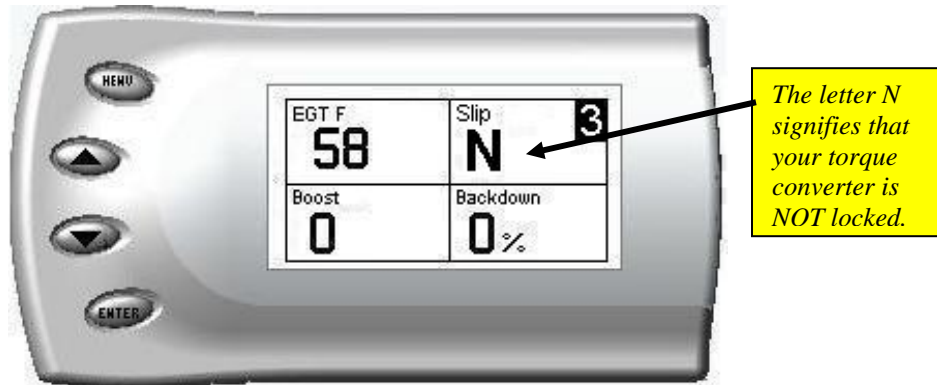 MENU
EGT F
58
Slip
N
3
Boost
0
Backdown
0%
ENTER
The letter N
signifies that
your torque
converter is
NOT locked.